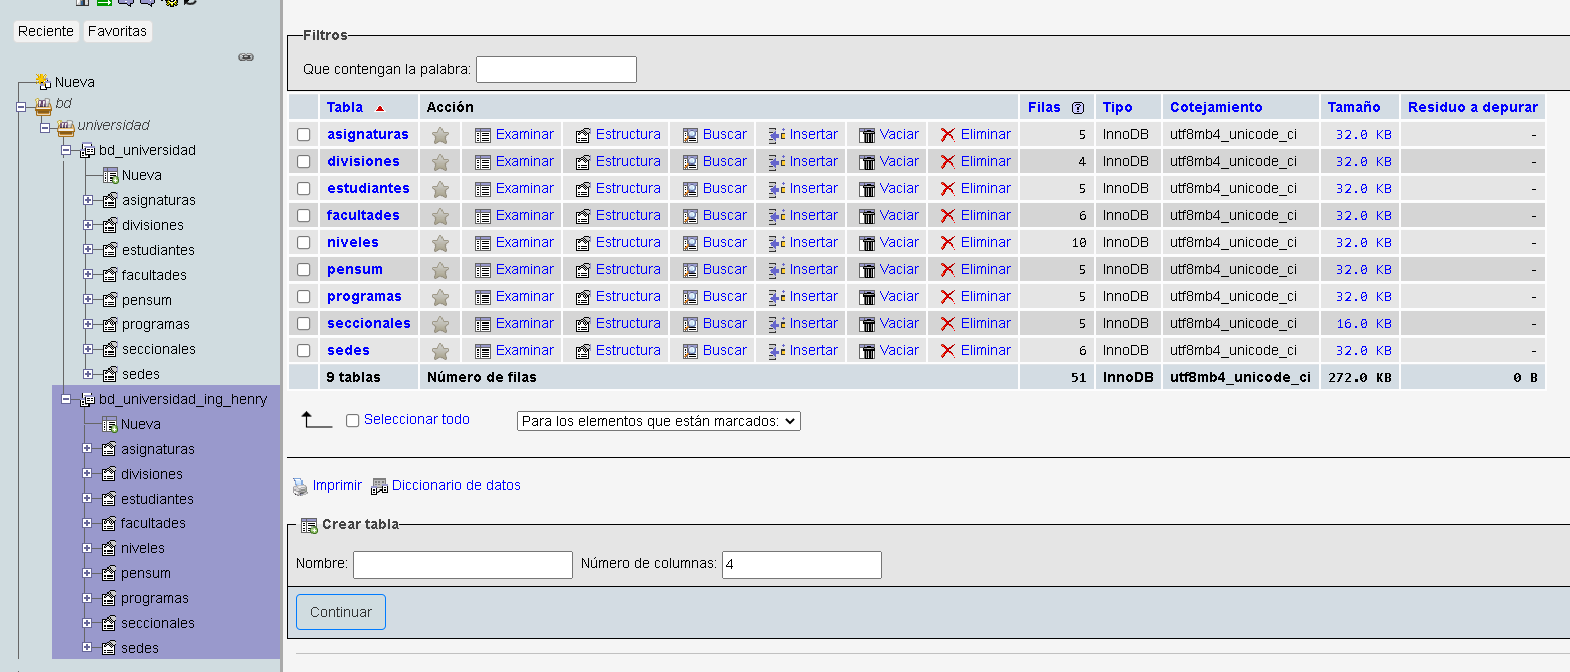 Reciente Favoritas
Nueva
bd
universidad
bd_universidad
Nueva
asignaturas
divisiones
estudiantes
facultades
pensum
programas
seccionales
sedes
bd_universidad_ing_henry
Nueva
asignaturas
divisiones
estudiantes
facultades
niveles
pensum
programas
seccionales
sedes
Filtros
Que contengan la palabra:
Tabla Acción Filas Tipo Cotejamiento Tamaño Residuo a depurar
asignaturas Examinar Estructura Buscar Insertar Vaciar Eliminar 5 InnoDB utf8mb4_unicode_ci 32.0 KB -
divisiones Examinar Estructura Buscar Insertar Vaciar Eliminar 4 InnoDB utf8mb4_unicode_ci 32.0 KB -
estudiantes Examinar Estructura Buscar Insertar Vaciar Eliminar 5 InnoDB utf8mb4_unicode_ci 32.0 KB -
facultades Examinar Estructura Buscar Insertar Vaciar Eliminar 6 InnoDB utf8mb4_unicode_ci 32.0 KB -
niveles Examinar Estructura Buscar Insertar Vaciar Eliminar 10 InnoDB utf8mb4_unicode_ci 32.0 KB -
pensum Examinar Estructura Buscar Insertar Vaciar Eliminar 5 InnoDB utf8mb4_unicode_ci 32.0 KB -
programas Examinar Estructura Buscar Insertar Vaciar Eliminar 5 InnoDB utf8mb4_unicode_ci 32.0 KB -
seccionales Examinar Estructura Buscar Insertar Vaciar Eliminar 5 InnoDB utf8mb4_unicode_ci 16.0 KB -
sedes Examinar Estructura Buscar Insertar Vaciar Eliminar 6 InnoDB utf8mb4_unicode_ci 32.0 KB -
9 tablas Número de filas 51 InnoDB utf8mb4_unicode_ci 272.0 KB 0 B
Seleccionar todo Para los elementos que están marcados:
Imprimir Diccionario de datos
Crear tabla
Nombre: Número de columnas: 4
Continuar